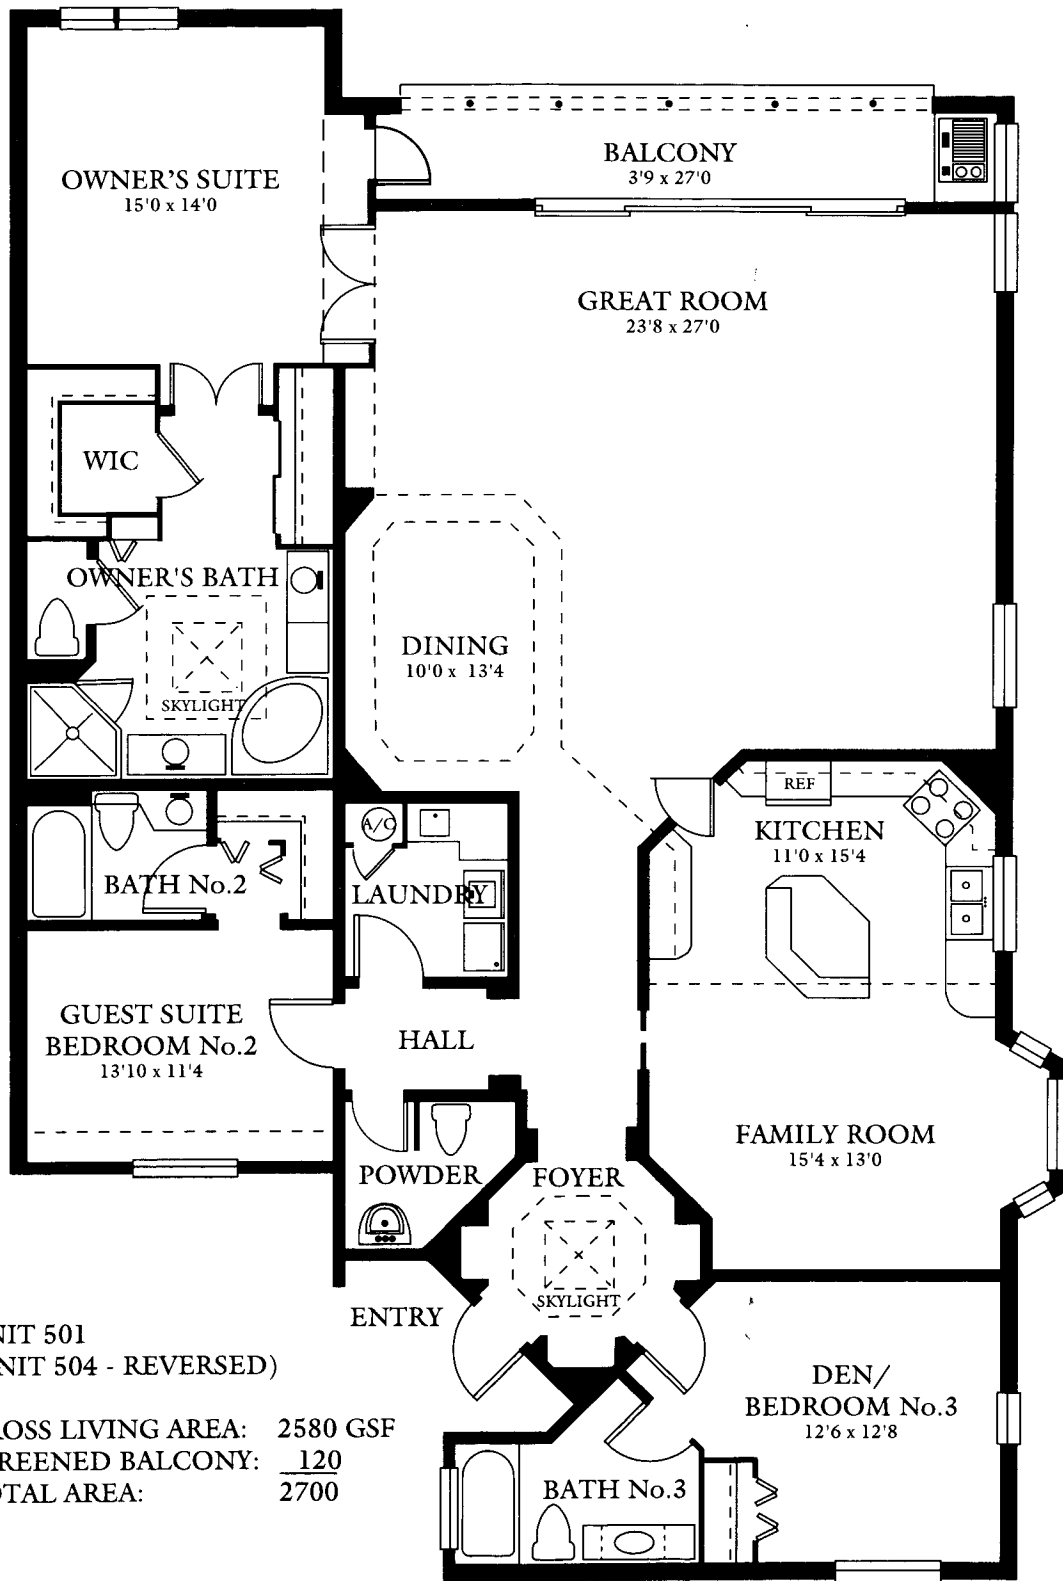 OWNER'S SUITE
15'0 x 14'0
BALCONY
3'9 x 27'0
GREAT ROOM
23'8 x 27'0
WIC
OWNER'S BATH
SKYLIGHT
DINING
10'0 x 13'4
REF
KITCHEN
11'0 x 15'4
A/C
LAUNDRY
BATH No.2
GUEST SUITE
BEDROOM No.2
13'10 x 11'4
HALL
FAMILY ROOM
15'4 x 13'0
POWDER
FOYER
SKYLIGHT
ENTRY
NIT 501
NIT 504 - REVERSED)
OSS LIVING AREA: 2580 GSF
REENED BALCONY: 120
OTAL AREA: 2700
DEN/
BEDROOM No.3
12'6 x 12'8
BATH No.3